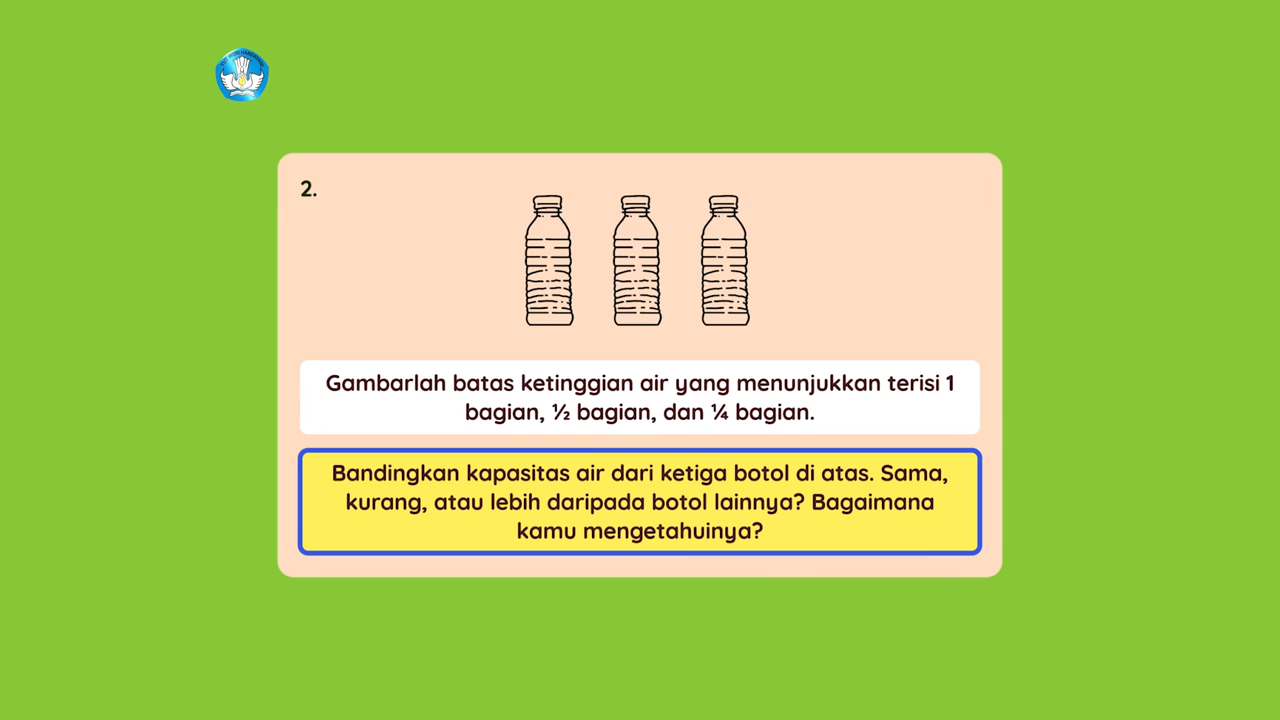 2.
Gambarlah batas ketinggian air yang menunjukkan terisi 1
bagian, ½ bagian, dan ¼ bagian.
Bandingkan kapasitas air dari ketiga botol di atas. Sama,
kurang, atau lebih daripada botol lainnya? Bagaimana
kamu mengetahuinya?